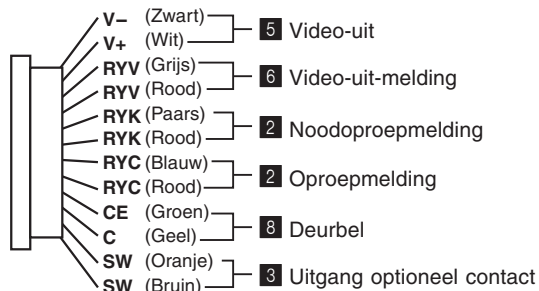 V– (Zwart)
V+ (Wit)
5 Video-uit
RYV (Grijs)
RYV (Rood)
6 Video-uit-melding
RYK (Paars)
RYK (Rood)
2 Noodoproepmelding
RYC (Blauw)
RYC (Rood)
2 Oproepmelding
CE (Groen)
C (Geel)
8 Deurbel
SW (Oranje)
SW (Bruin)
3 Uitgang optioneel contact